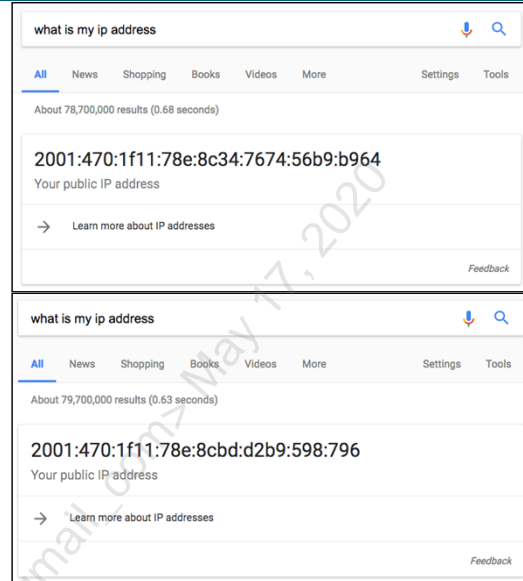 what is my ip address
All News Shopping Books Videos More Settings Tools
About 78,700,000 results (0.68 seconds)
2001:470:1f11:78e:8c34:7674:56b9:b964
Your public IP address
Learn more about IP addresses
Feedback
what is my ip address
All News Shopping Books Videos More Settings Tools
About 79,700,000 results (0.63 seconds)
2001:470:1f11:78e:8cbd:d2b9:598:796
Your public IP address
Learn more about IP addresses
Feedback
mail_com> May 17, 2020